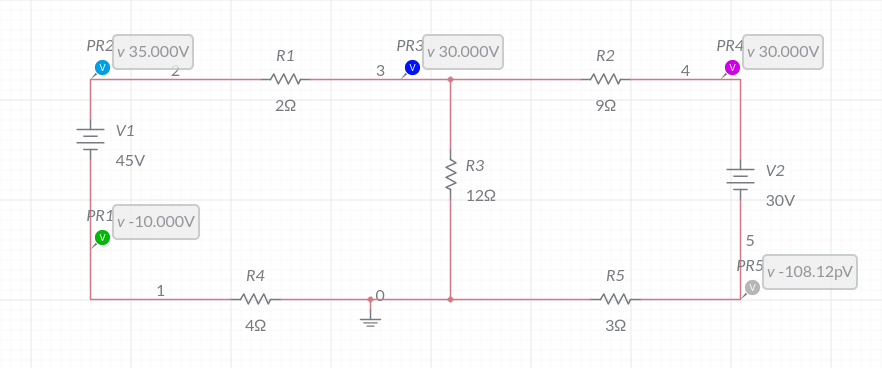 PR2 v 35.000V
R1
PR3 v 30.000V
R2
PR4 v 30.000V
2
3
4
2Ω
9Ω
V1
45V
R3
12Ω
V2
30V
PR1 v -10.000V
5
PR5 v -108.12pV
1
R4
0
R5
4Ω
3Ω
V
V
V
V
V